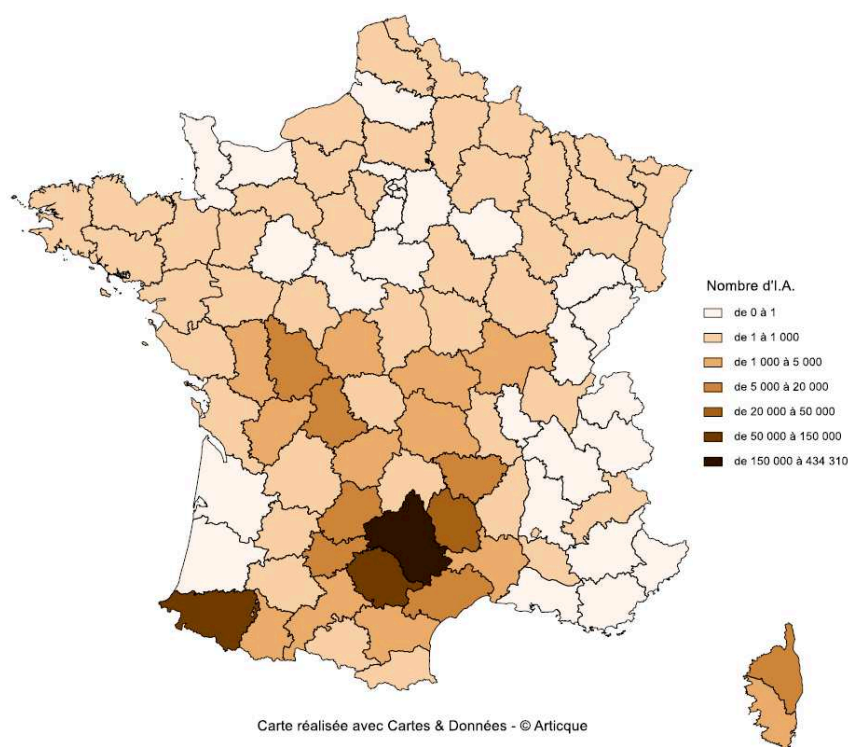 Nombre d'I.A.
de 0 à 1
de 1 à 1 000
de 1 000 à 5 000
de 5 000 à 20 000
de 20 000 à 50 000
de 50 000 à 150 000
de 150 000 à 434 310
Carte réalisée avec Cartes & Données - © Articque